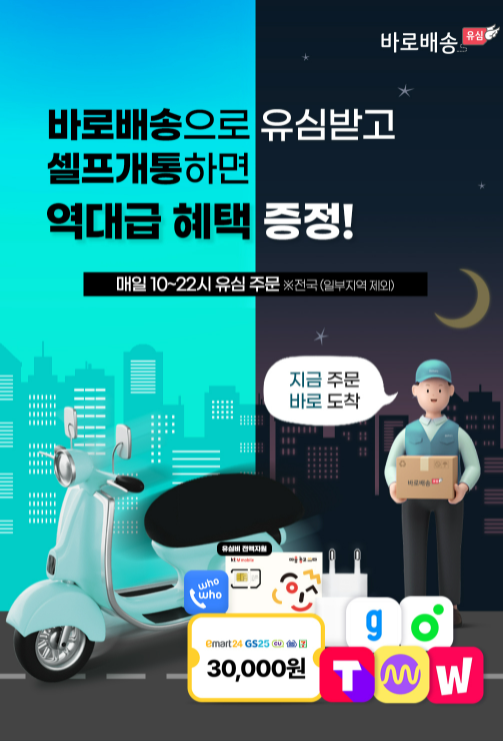 바로배송 유심
바로배송으로 유심받고
셀프개통하면
역대급 혜택 증정!
매일 10~22시 유심 주문 ※전국 (일부지역 제외)
지금 주문
바로 도착
바로배송
유심비 전액지원
who
who
emart24 GS25 CU
30,000원
g
T
W